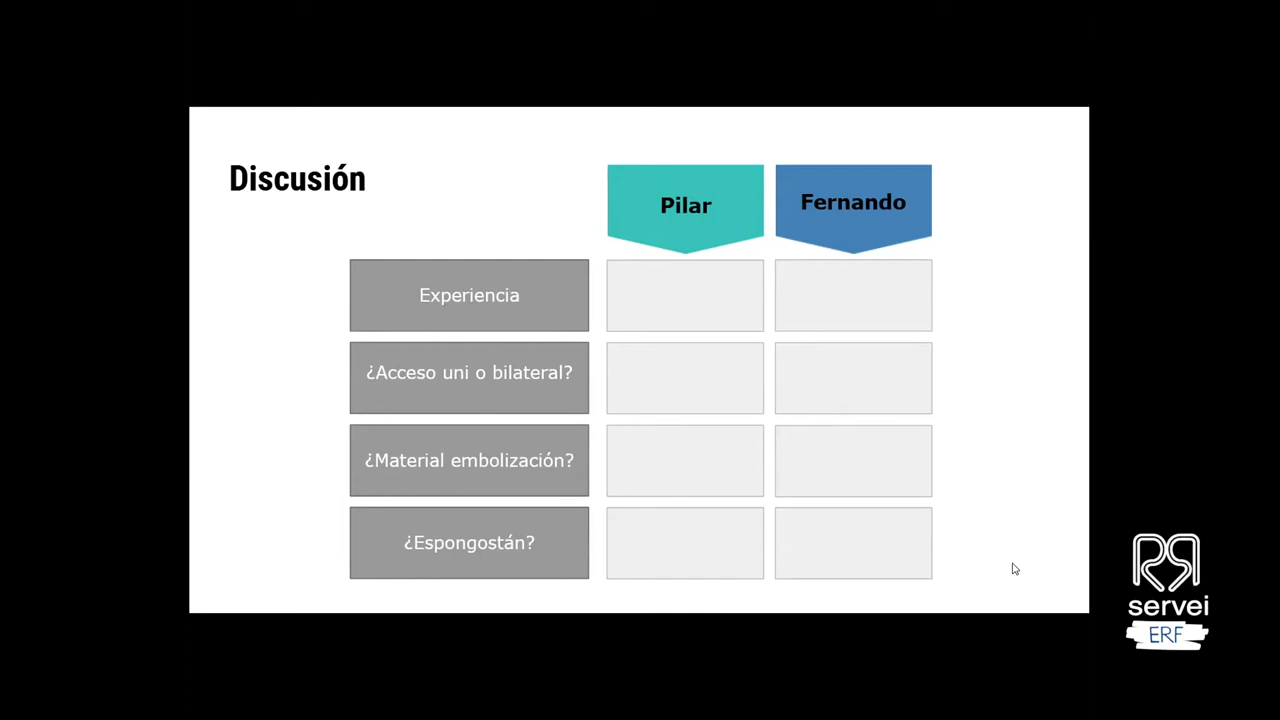 Discusión
Pilar
Fernando
Experiencia
¿Acceso uni o bilateral?
¿Material embolización?
¿Espongostán?
servei
ERF